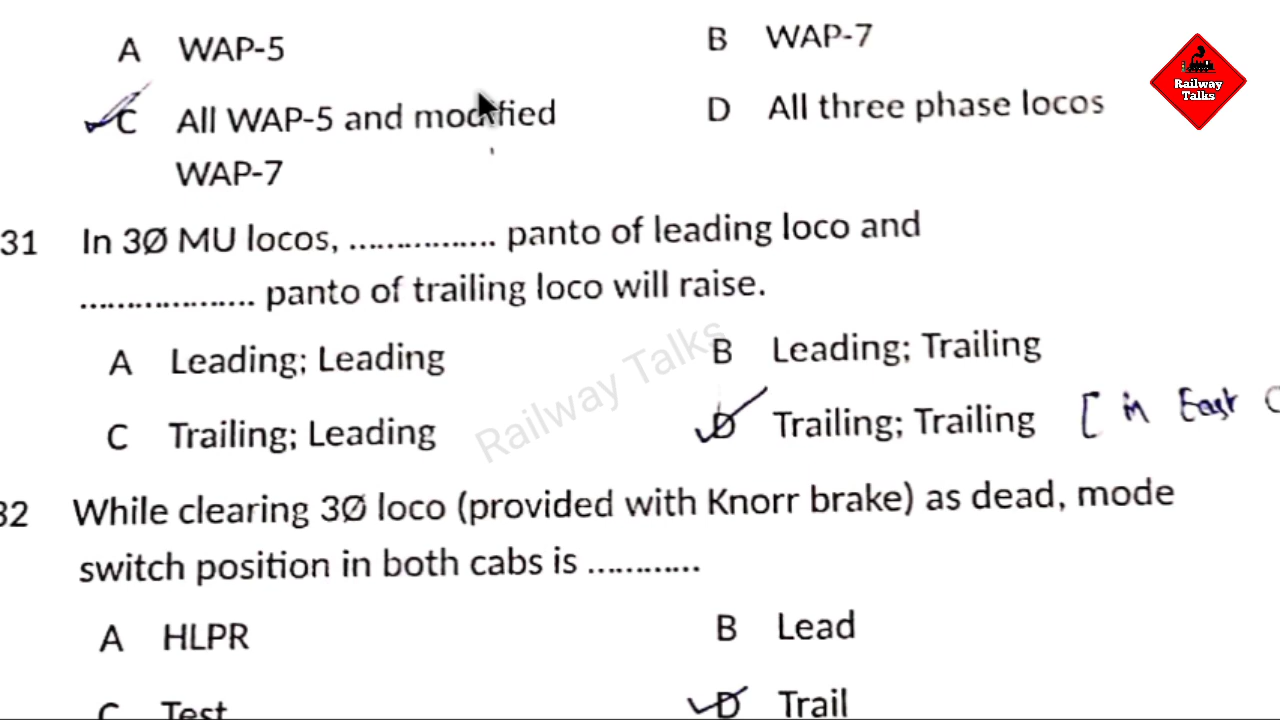 A WAP-5 B WAP-7
Railway
Talks
C All WAP-5 and modified D All three phase locos
WAP-7
31 In 3Ø MU locos, ................ panto of leading loco and
.................... panto of trailing loco will raise.
A Leading; Leading B Leading; Trailing
Railway Talks
C Trailing; Leading D Trailing; Trailing [ in East
32 While clearing 3Ø loco (provided with Knorr brake) as dead, mode
switch position in both cabs is ............
A HLPR B Lead
C Test D Trail